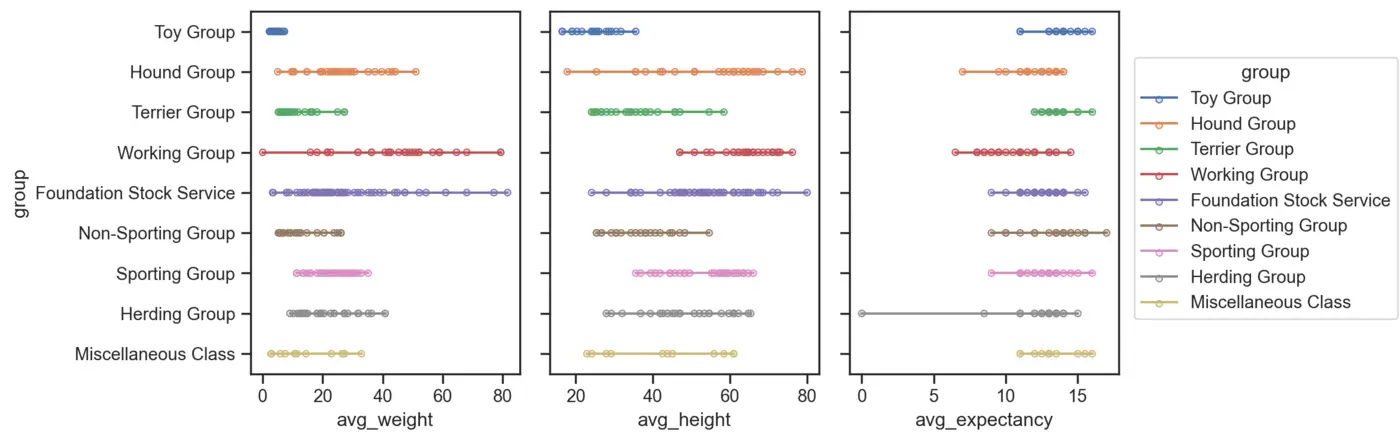 group
Toy Group
Hound Group
Terrier Group
Working Group
Foundation Stock Service
Non-Sporting Group
Sporting Group
Herding Group
Miscellaneous Class
0 20 40 60 80
avg_weight
20 40 60 80
avg_height
0 5 10 15
avg_expectancy
group
Toy Group
Hound Group
Terrier Group
Working Group
Foundation Stock Service
Non-Sporting Group
Sporting Group
Herding Group
Miscellaneous Class